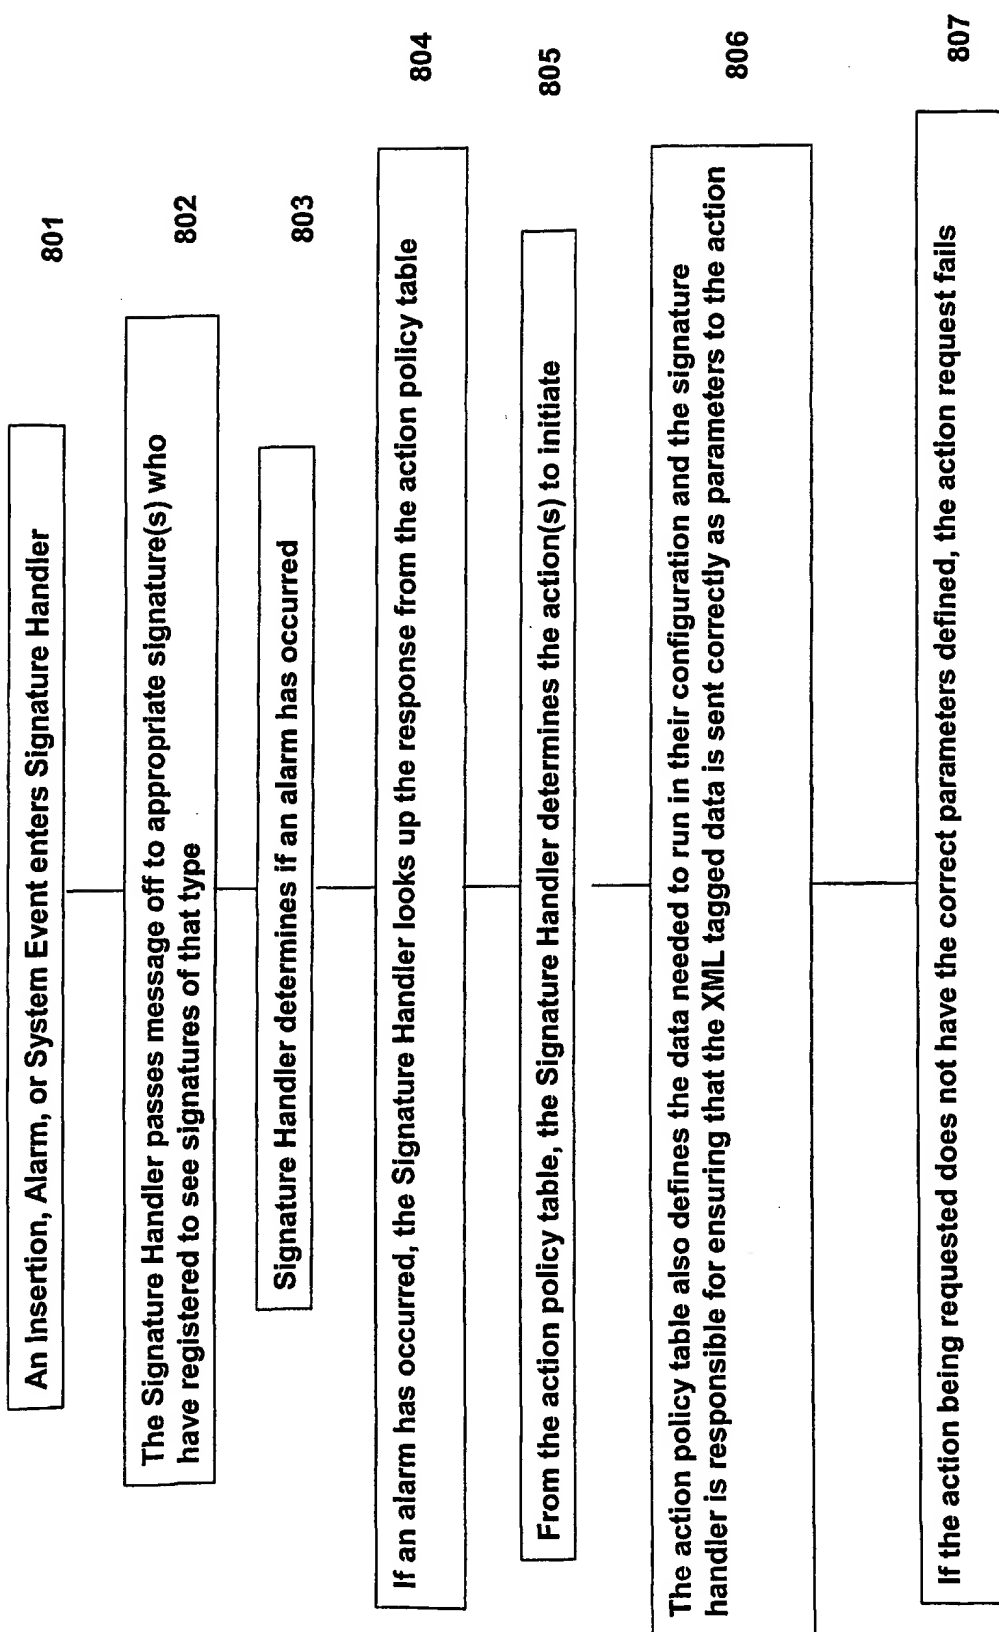 An Insertion, Alarm, or System Event enters Signature Handler
801
The Signature Handler passes message off to appropriate signature(s) who
have registered to see signatures of that type
802
Signature Handler determines if an alarm has occurred
803
If an alarm has occurred, the Signature Handler looks up the response from the action policy table
804
From the action policy table, the Signature Handler determines the action(s) to initiate
805
The action policy table also defines the data needed to run in their configuration and the signature
handler is responsible for ensuring that the XML tagged data is sent correctly as parameters to the action
806
If the action being requested does not have the correct parameters defined, the action request fails
807